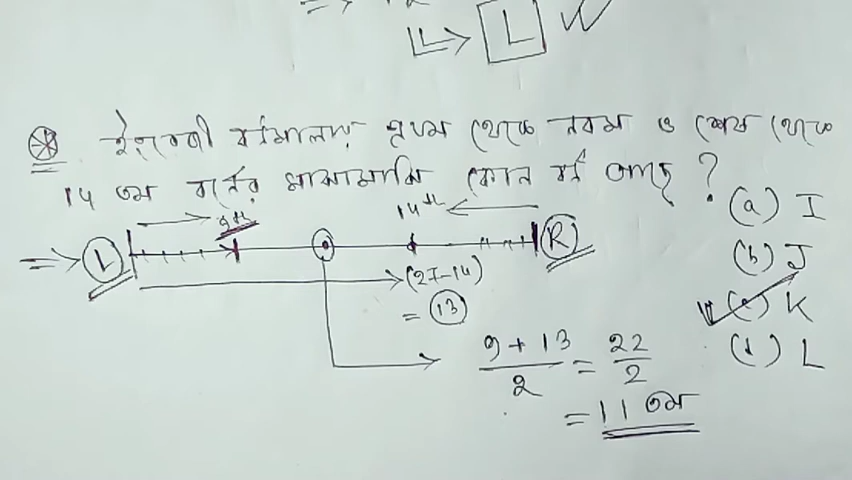 L
ইংরেজী বর্ণমালায় প্রথম থেকে নবম ও শেষ থেকে
14 তম বর্ণের মাঝামাঝি কোন বর্ণ আছে ?
(a) I
(b) J
(c) K
(d) L
9th
14th
L
R
(27-14)
= 13
9 + 13 / 2 = 22 / 2
= 11 তম